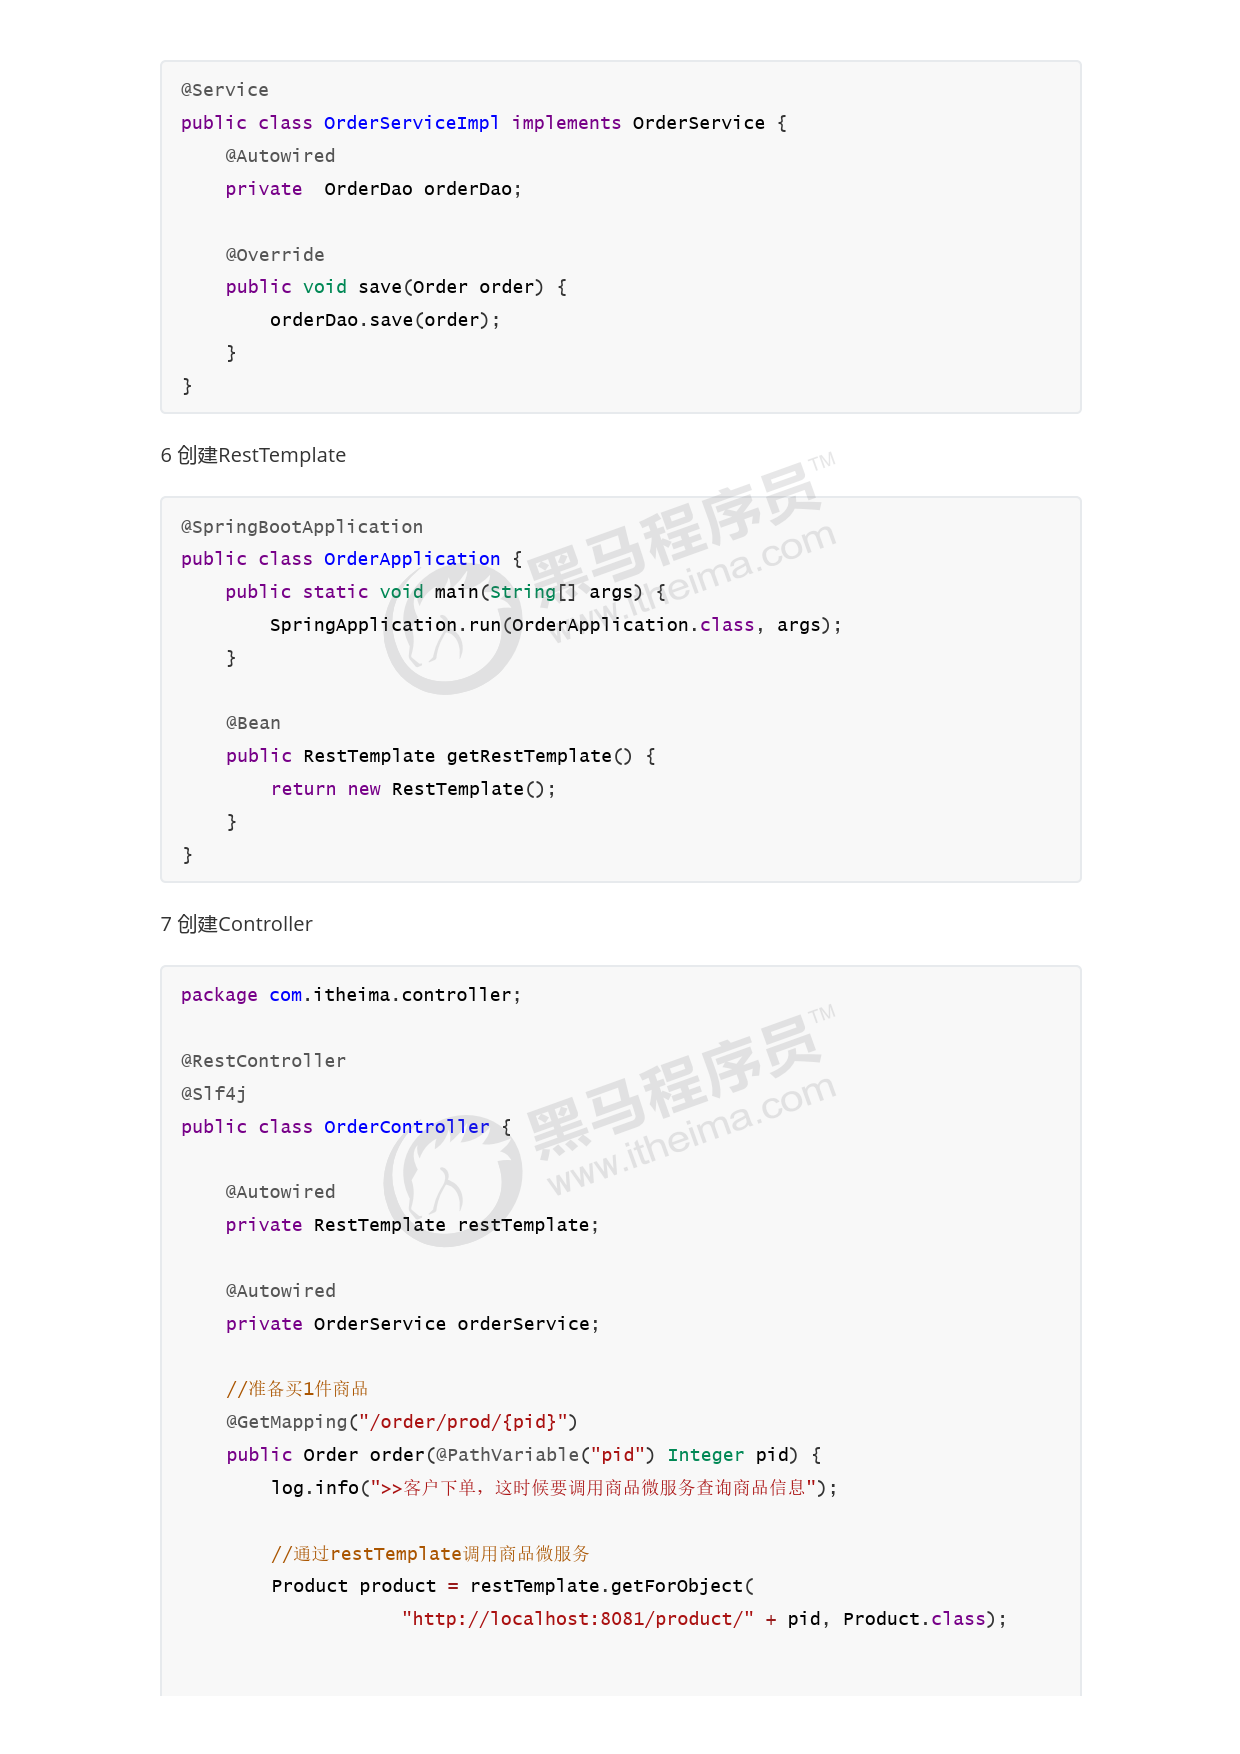 @Service
public class OrderServiceImpl implements OrderService {
    @Autowired
    private  OrderDao orderDao;

    @Override
    public void save(Order order) {
        orderDao.save(order);
    }
}
6 创建RestTemplate
@SpringBootApplication
public class OrderApplication {
    public static void main(String[] args) {
        SpringApplication.run(OrderApplication.class, args);
    }

    @Bean
    public RestTemplate getRestTemplate() {
        return new RestTemplate();
    }
}
黑马程序员™
www.itheima.com
7 创建Controller
package com.itheima.controller;

@RestController
@Slf4j
public class OrderController {

    @Autowired
    private RestTemplate restTemplate;

    @Autowired
    private OrderService orderService;

    //准备买1件商品
    @GetMapping("/order/prod/{pid}")
    public Order order(@PathVariable("pid") Integer pid) {
        log.info(">>客户下单，这时候要调用商品微服务查询商品信息");

        //通过restTemplate调用商品微服务
        Product product = restTemplate.getForObject(
                    "http://localhost:8081/product/" + pid, Product.class);
黑马程序员™
www.itheima.com